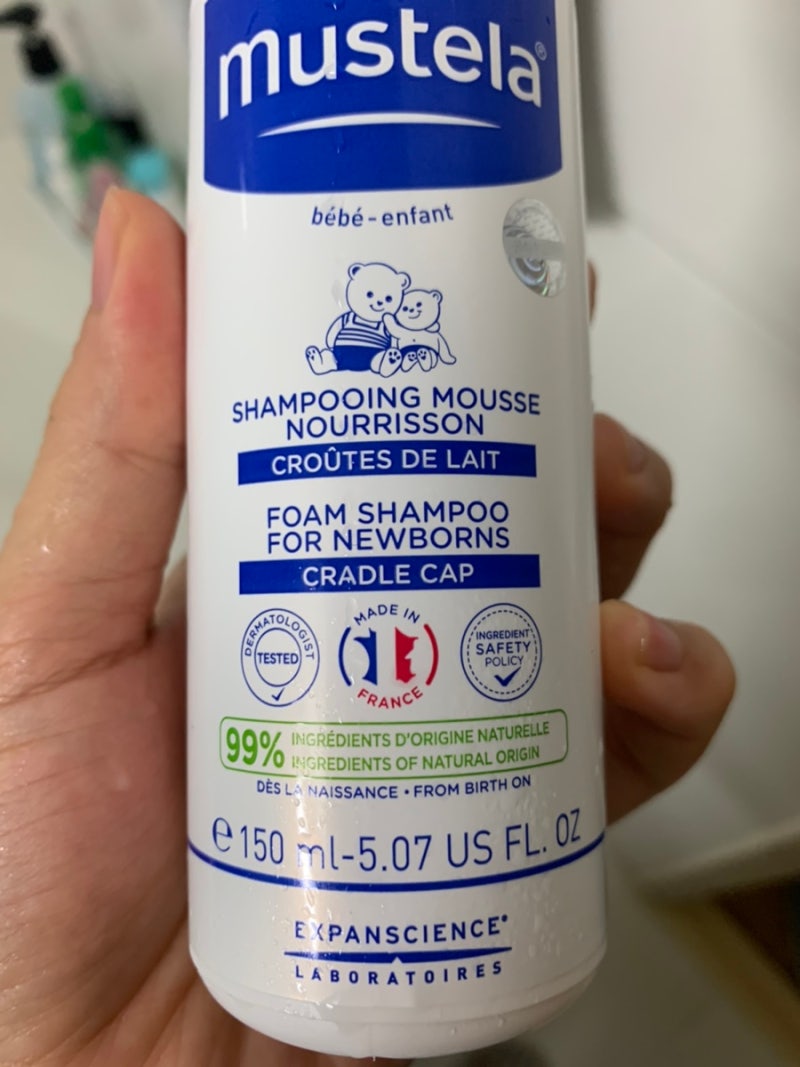 mustela®
bébé-enfant
SHAMPOOING MOUSSE
NOURRISSON
CROÛTES DE LAIT
FOAM SHAMPOO
FOR NEWBORNS
CRADLE CAP
DERMATOLOGIST
TESTED
MADE IN
FRANCE
INGREDIENT
SAFETY
POLICY
99% INGRÉDIENTS D'ORIGINE NATURELLE
INGREDIENTS OF NATURAL ORIGIN
DÈS LA NAISSANCE • FROM BIRTH ON
℮ 150 ml-5.07 US FL. OZ
EXPANSCIENCE®
LABORATOIRES